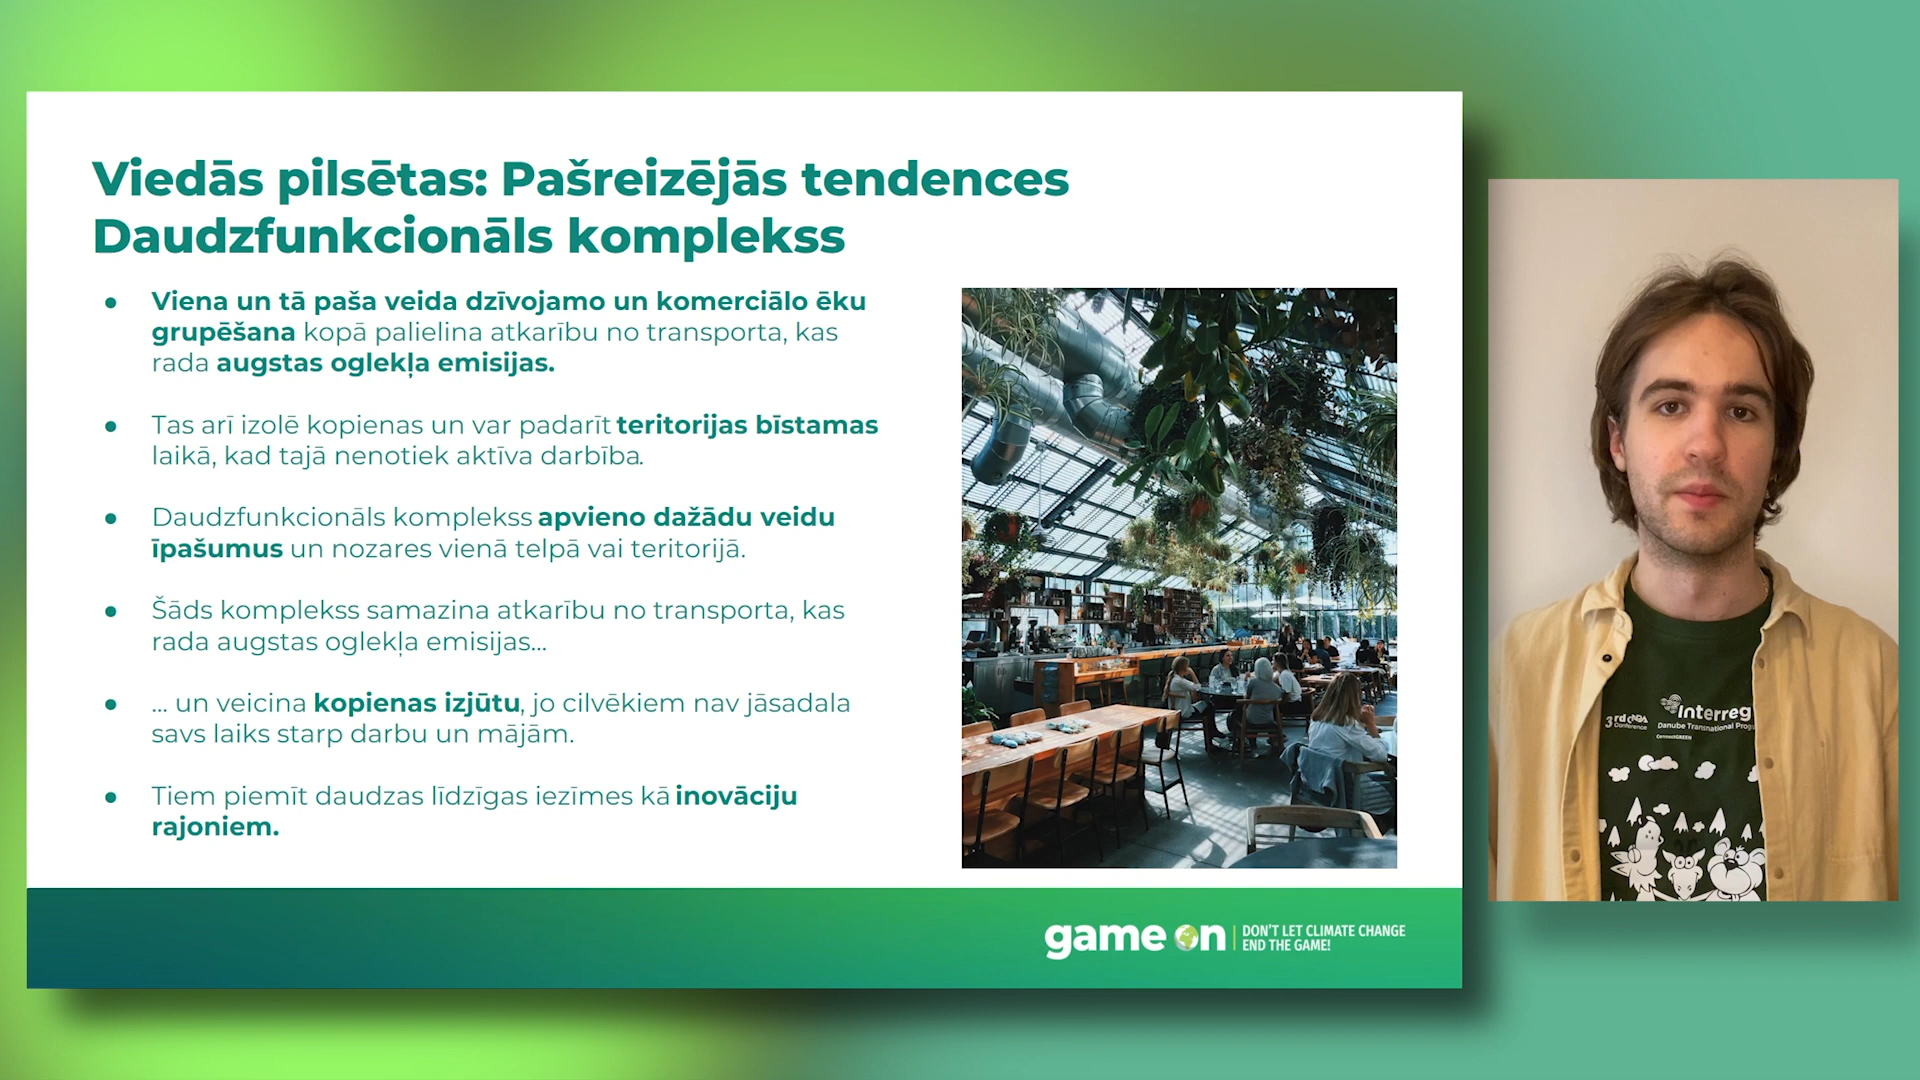 Viedās pilsētas: Pašreizējās tendences
Daudzfunkcionāls komplekss
● Viena un tā paša veida dzīvojamo un komerciālo ēku
grupēšana kopā palielina atkarību no transporta, kas
rada augstas oglekļa emisijas.
● Tas arī izolē kopienas un var padarīt teritorijas bīstamas
laikā, kad tajā nenotiek aktīva darbība.
● Daudzfunkcionāls komplekss apvieno dažādu veidu
īpašumus un nozares vienā telpā vai teritorijā.
● Šāds komplekss samazina atkarību no transporta, kas
rada augstas oglekļa emisijas...
● ... un veicina kopienas izjūtu, jo cilvēkiem nav jāsadala
savs laiks starp darbu un mājām.
● Tiem piemīt daudzas līdzīgas iezīmes kā inovāciju
rajoniem.
game on
DON'T LET CLIMATE CHANGE
END THE GAME!
3rd
Conference
Interreg
Danube Transnational
ConnectGREEN